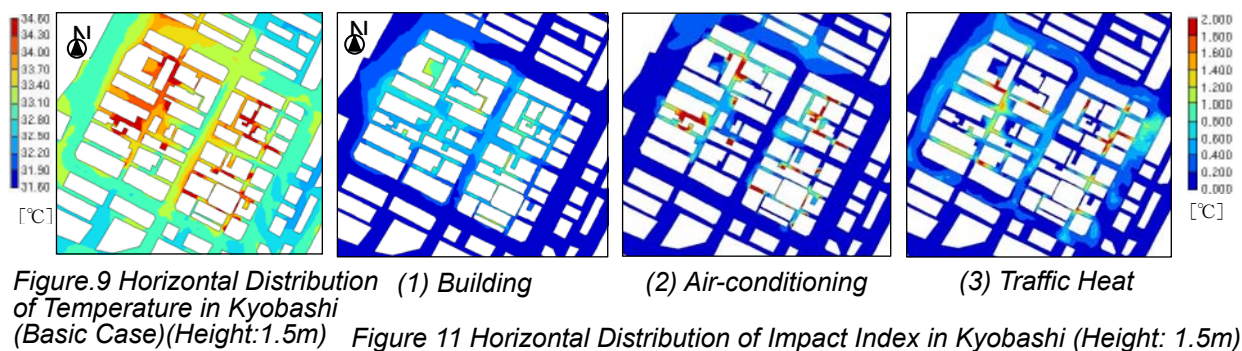 34.60
34.30
34.00
33.70
33.40
33.10
32.80
32.50
32.20
31.90
31.60
[℃]
N
N
2.000
1.800
1.600
1.400
1.200
1.000
0.800
0.600
0.400
0.200
0.000
[℃]
Figure.9 Horizontal Distribution
of Temperature in Kyobashi
(Basic Case)(Height:1.5m)
(1) Building
(2) Air-conditioning
(3) Traffic Heat
Figure 11 Horizontal Distribution of Impact Index in Kyobashi (Height: 1.5m)